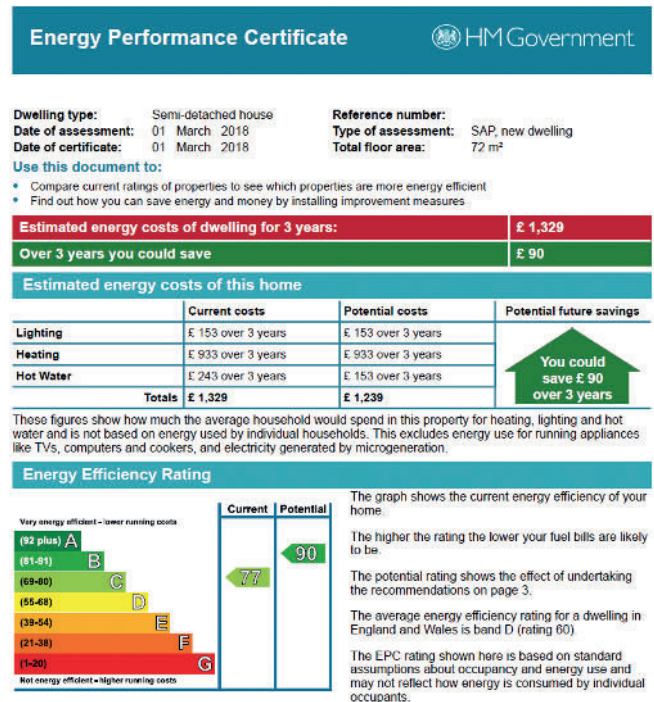 Energy Performance Certificate
HM Government
Dwelling type: Semi-detached house
Reference number:
Date of assessment: 01 March 2018
Type of assessment: SAP, new dwelling
Date of certificate: 01 March 2018
Total floor area: 72 m²
Use this document to:
• Compare current ratings of properties to see which properties are more energy efficient
• Find out how you can save energy and money by installing improvement measures
Estimated energy costs of dwelling for 3 years: £ 1,329
Over 3 years you could save £ 90
Estimated energy costs of this home
Current costs Potential costs Potential future savings
Lighting £ 153 over 3 years £ 153 over 3 years
Heating £ 933 over 3 years £ 933 over 3 years
Hot Water £ 243 over 3 years £ 153 over 3 years
Totals £ 1,329 £ 1,239
You could
save £ 90
over 3 years
These figures show how much the average household would spend in this property for heating, lighting and hot
water and is not based on energy used by individual households. This excludes energy use for running appliances
like TVs, computers and cookers, and electricity generated by microgeneration.
Energy Efficiency Rating
Current Potential
Very energy efficient – lower running costs
(92 plus) A
(81-91) B
(69-80) C
(55-68) D
(39-54) E
(21-38) F
(1-20) G
Not energy efficient – higher running costs
77
90
The graph shows the current energy efficiency of your
home.
The higher the rating the lower your fuel bills are likely
to be.
The potential rating shows the effect of undertaking
the recommendations on page 3.
The average energy efficiency rating for a dwelling in
England and Wales is band D (rating 60).
The EPC rating shown here is based on standard
assumptions about occupancy and energy use and
may not reflect how energy is consumed by individual
occupants.